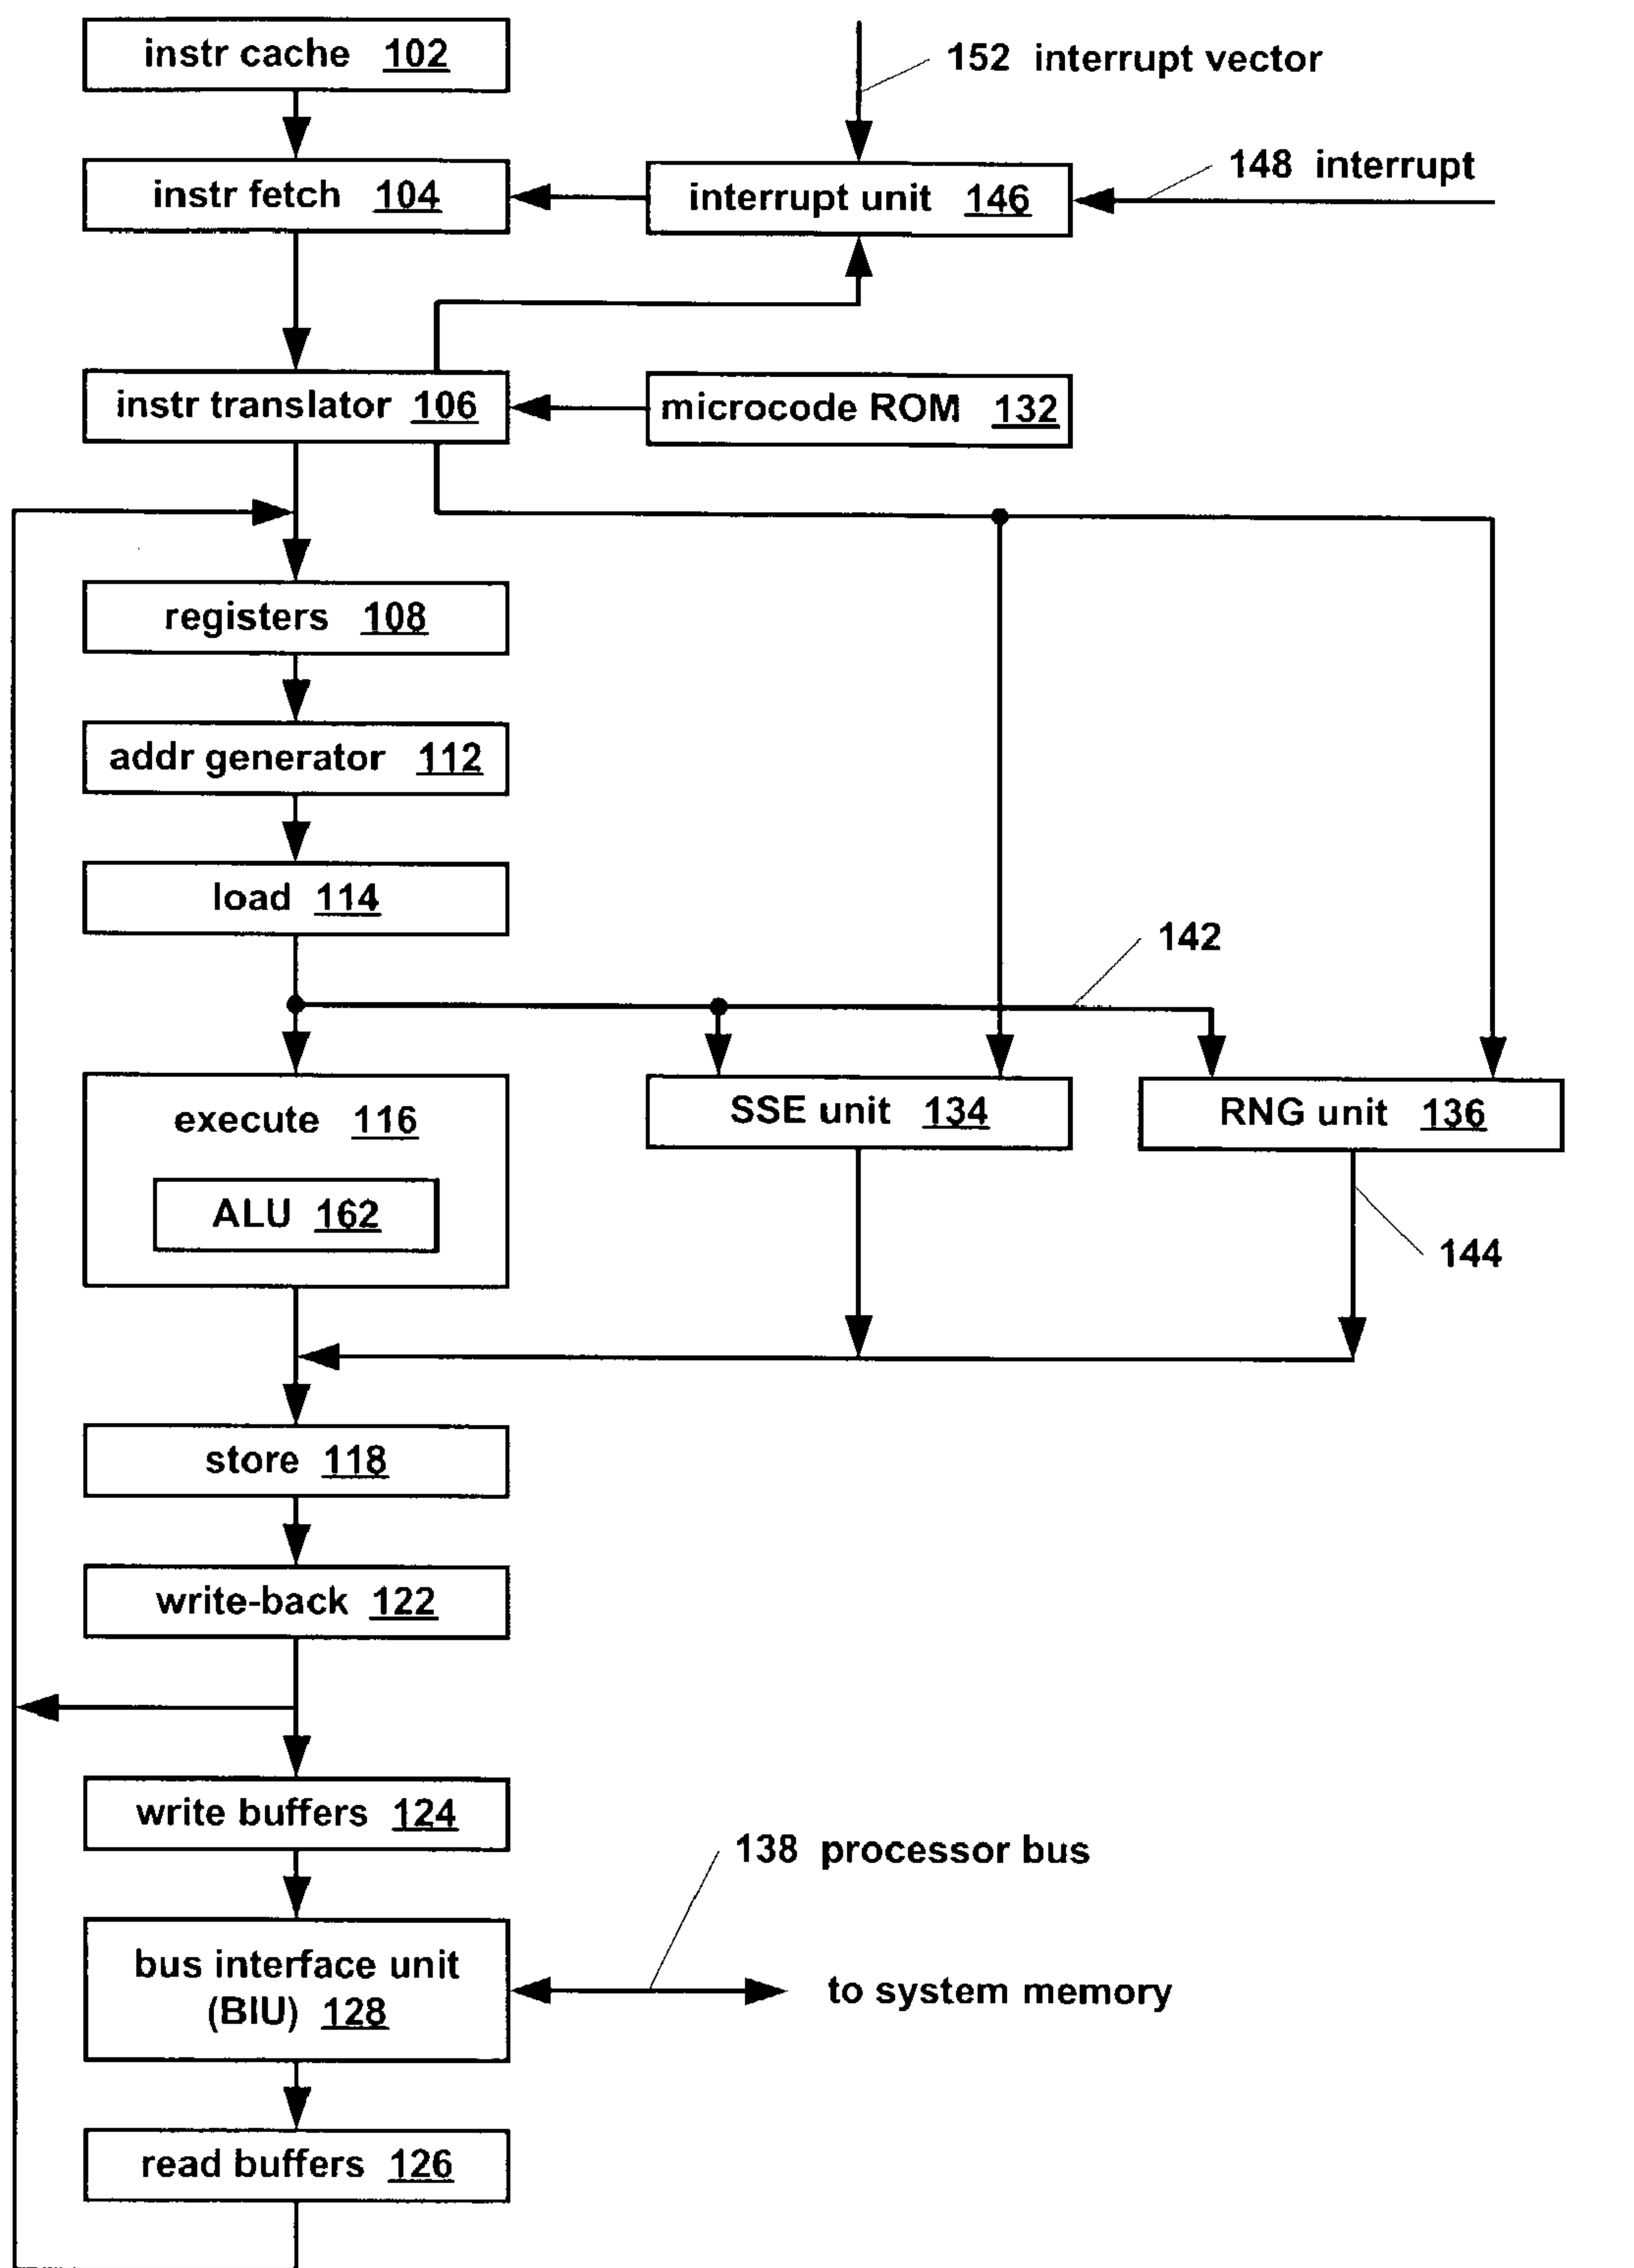 instr cache 102
152 interrupt vector
148 interrupt
instr fetch 104
interrupt unit 146
instr translator 106
microcode ROM 132
registers 108
addr generator 112
load 114
142
execute 116
SSE unit 134
RNG unit 136
ALU 162
144
store 118
write-back 122
write buffers 124
138 processor bus
bus interface unit
(BIU) 128
to system memory
read buffers 126